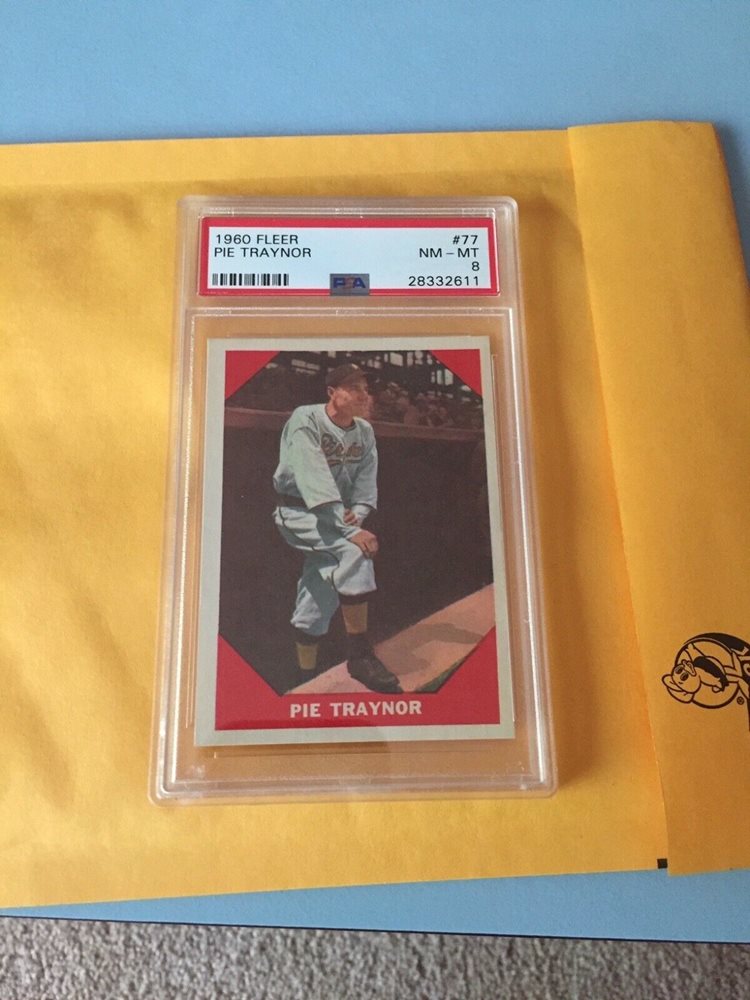 1960 FLEER #77
PIE TRAYNOR NM – MT
8
PSA 28332611
PIE TRAYNOR
®